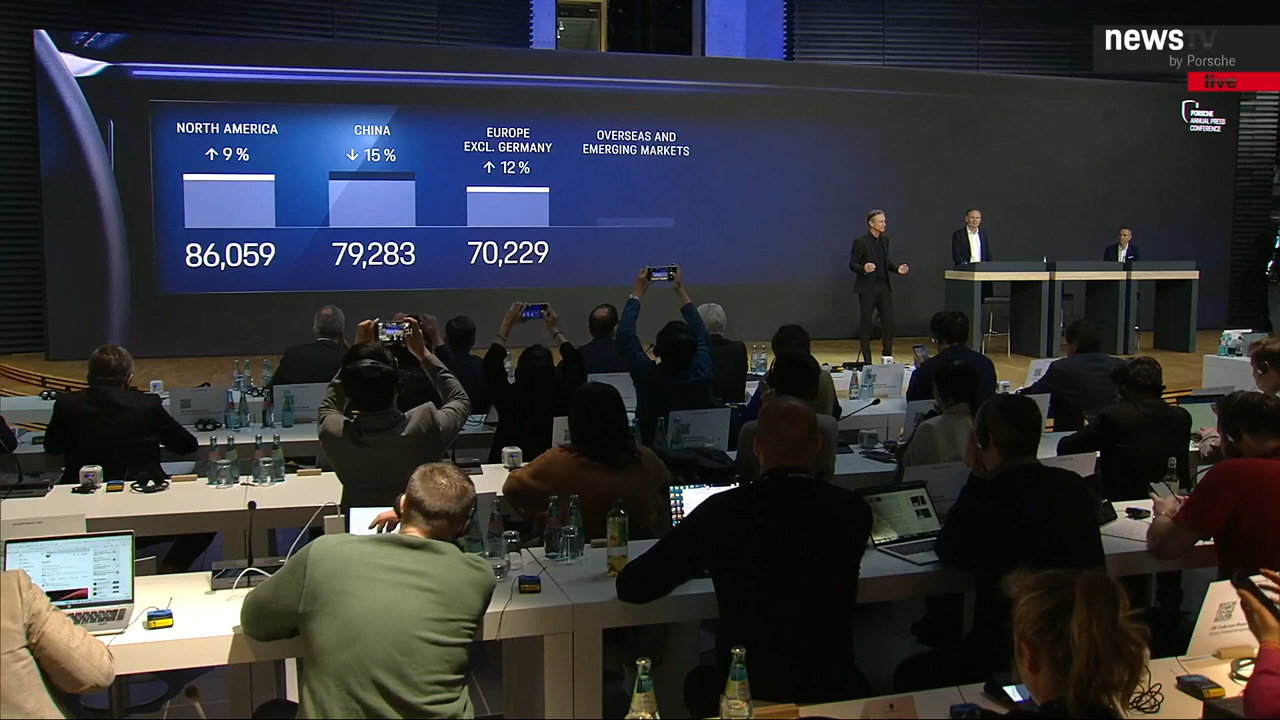 newsTV
by Porsche
live
PORSCHE
ANNUAL PRESS
CONFERENCE
NORTH AMERICA
↑ 9 %
86,059
CHINA
↓ 15 %
79,283
EUROPE
EXCL. GERMANY
↑ 12 %
70,229
OVERSEAS AND
EMERGING MARKETS